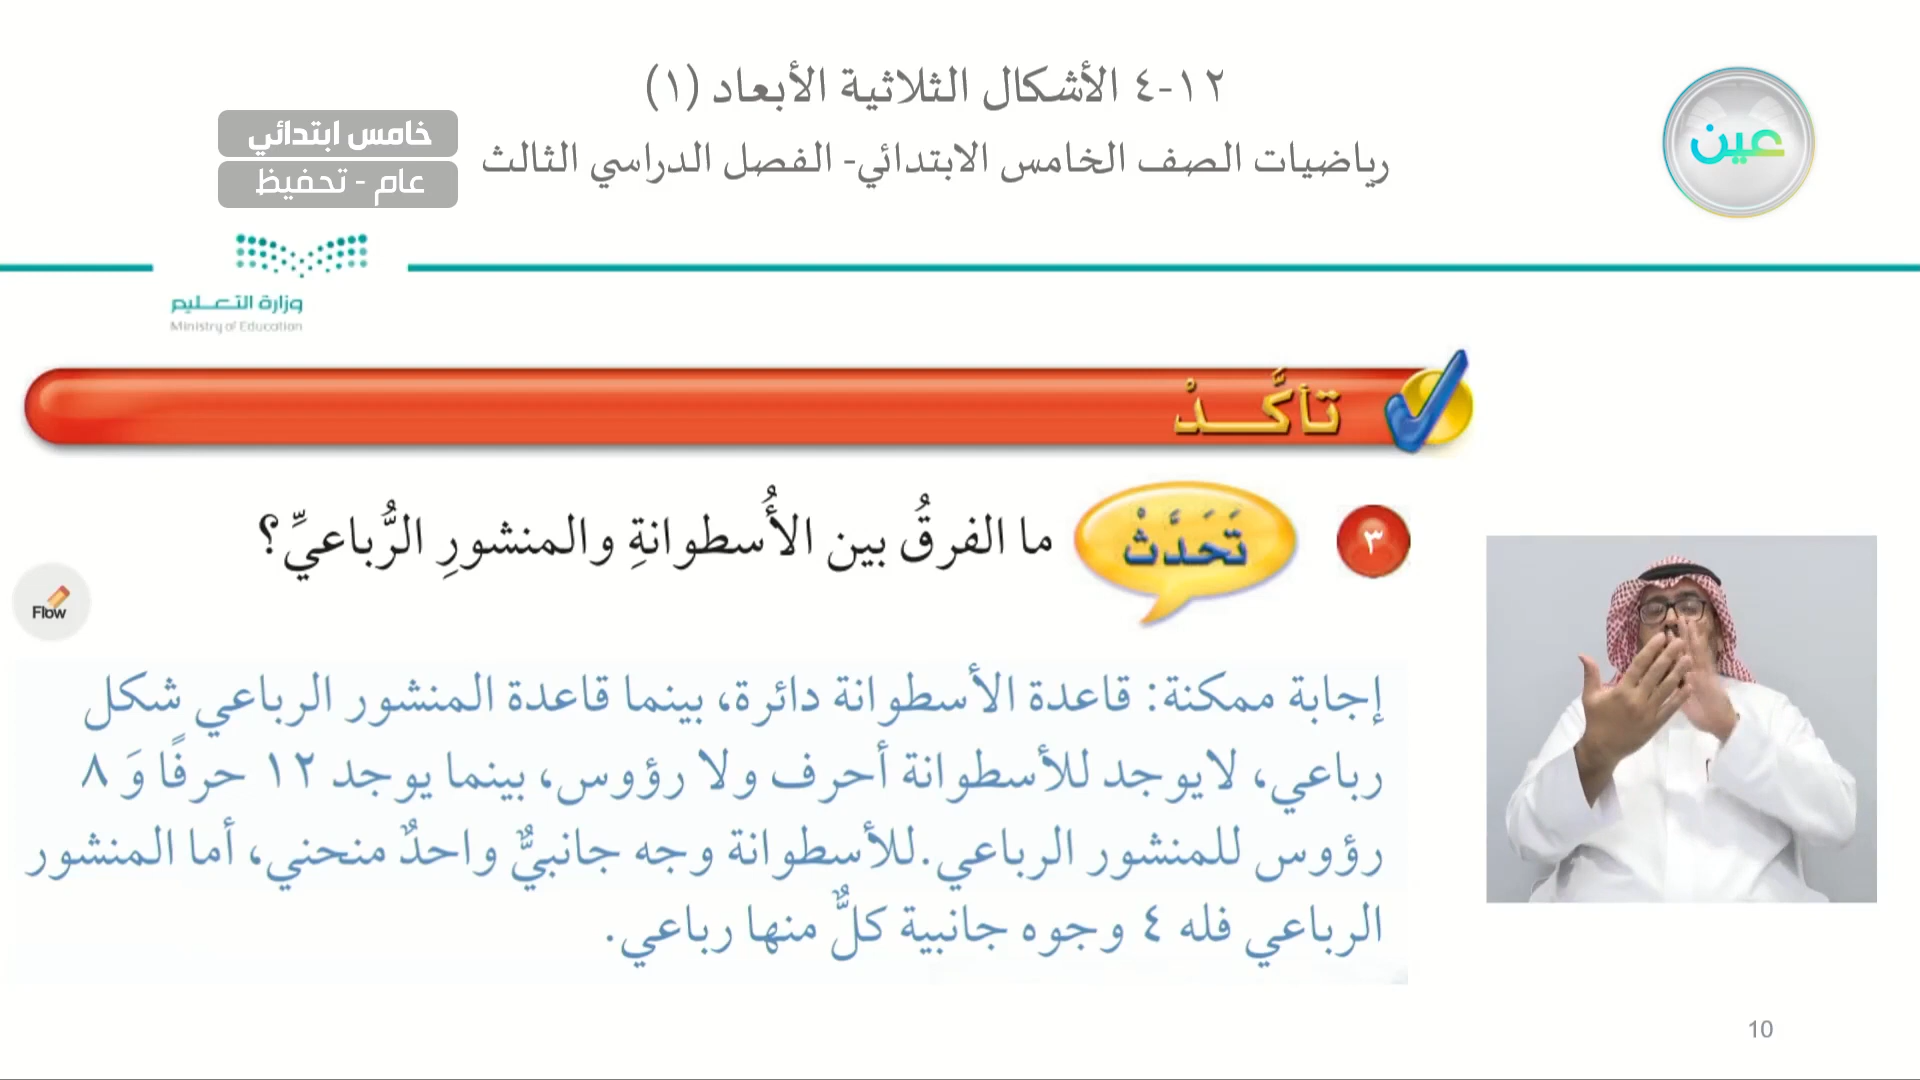 ١٢-٤ الأشكال الثلاثية الأبعاد (١)
رياضيات الصف الخامس الابتدائي- الفصل الدراسي الثالث
خامس ابتدائي
عام - تحفيظ
عين
وزارة التعليم
Ministry of Education
تأكَّدْ
٣ تَحَدَّثْ ما الفرقُ بين الأُسطوانةِ والمنشورِ الرُّباعيِّ؟
Flow
إجابة ممكنة: قاعدة الأسطوانة دائرة، بينما قاعدة المنشور الرباعي شكل
رباعي، لايوجد للأسطوانة أحرف ولا رؤوس، بينما يوجد ١٢ حرفًا وَ ٨
رؤوس للمنشور الرباعي.للأسطوانة وجه جانبيٌّ واحدٌ منحني، أما المنشور
الرباعي فله ٤ وجوه جانبية كلٌّ منها رباعي.
10